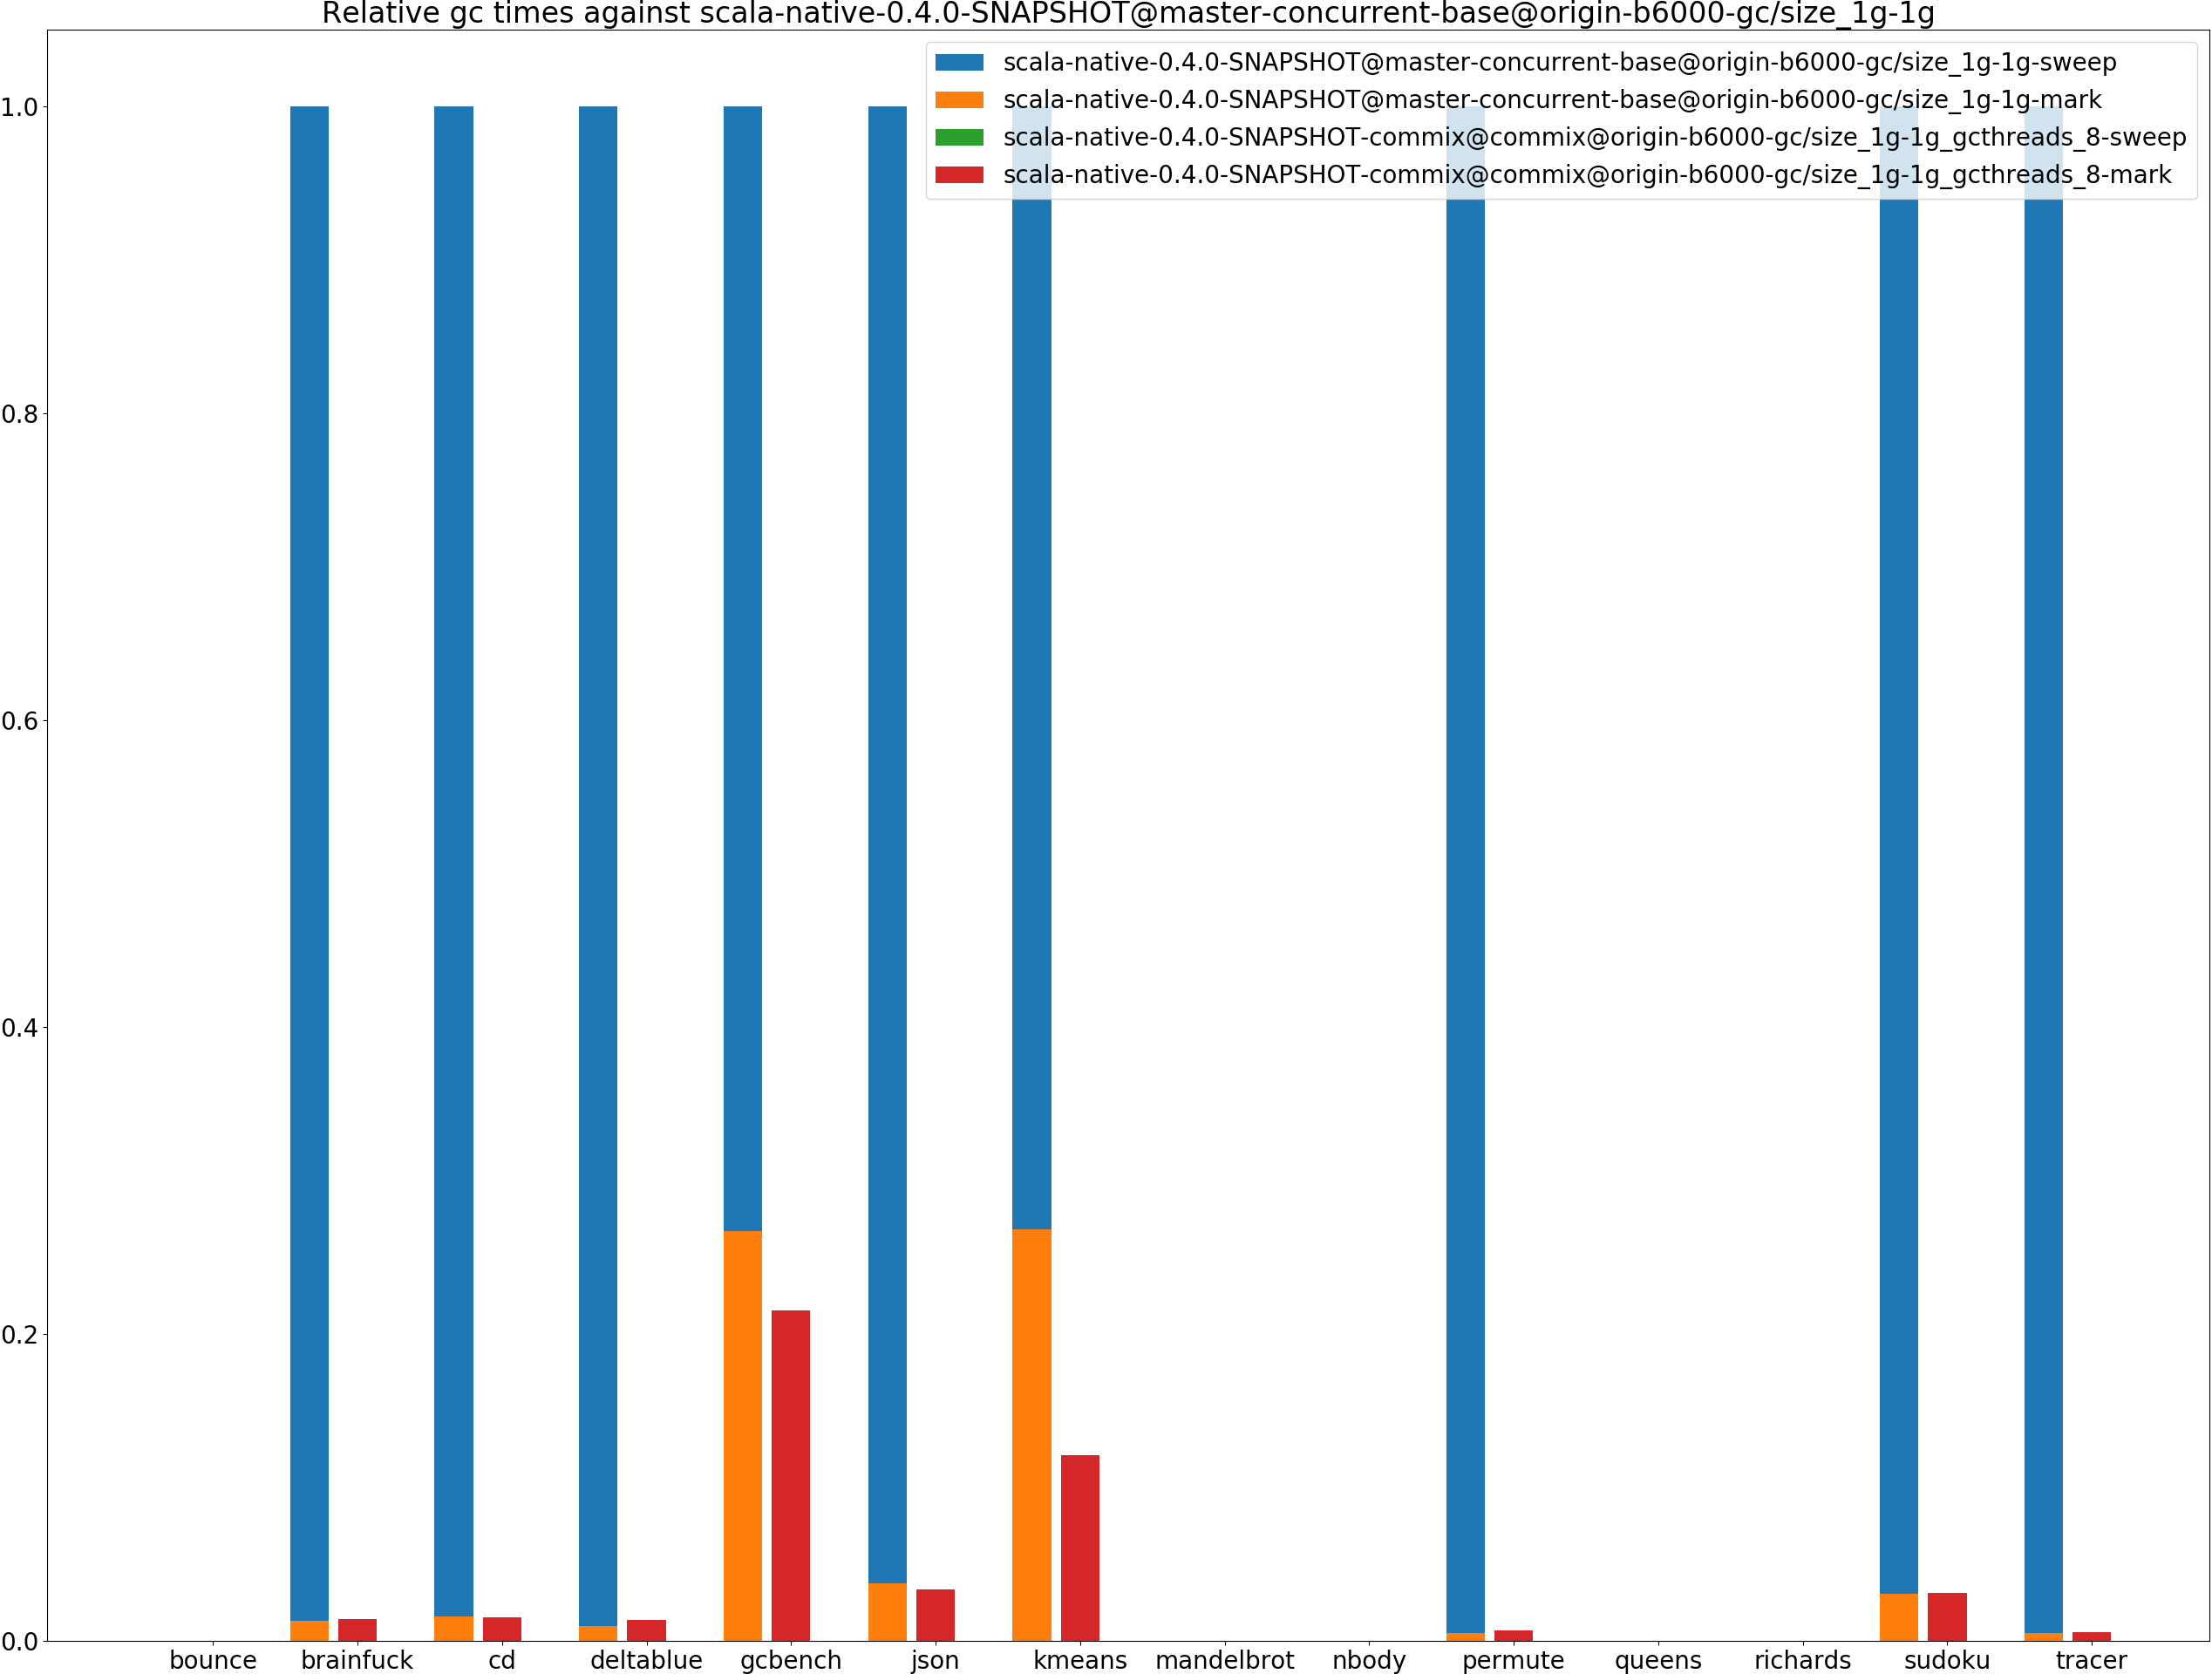 Relative gc times against scala-native-0.4.0-SNAPSHOT@master-concurrent-base@origin-b6000-gc/size_1g-1g
scala-native-0.4.0-SNAPSHOT@master-concurrent-base@origin-b6000-gc/size_1g-1g-sweep
scala-native-0.4.0-SNAPSHOT@master-concurrent-base@origin-b6000-gc/size_1g-1g-mark
scala-native-0.4.0-SNAPSHOT-commix@commix@origin-b6000-gc/size_1g-1g_gcthreads_8-sweep
scala-native-0.4.0-SNAPSHOT-commix@commix@origin-b6000-gc/size_1g-1g_gcthreads_8-mark
1.0
0.8
0.6
0.4
0.2
0.0
bounce brainfuck cd deltablue gcbench json kmeans mandelbrot nbody permute queens richards sudoku tracer